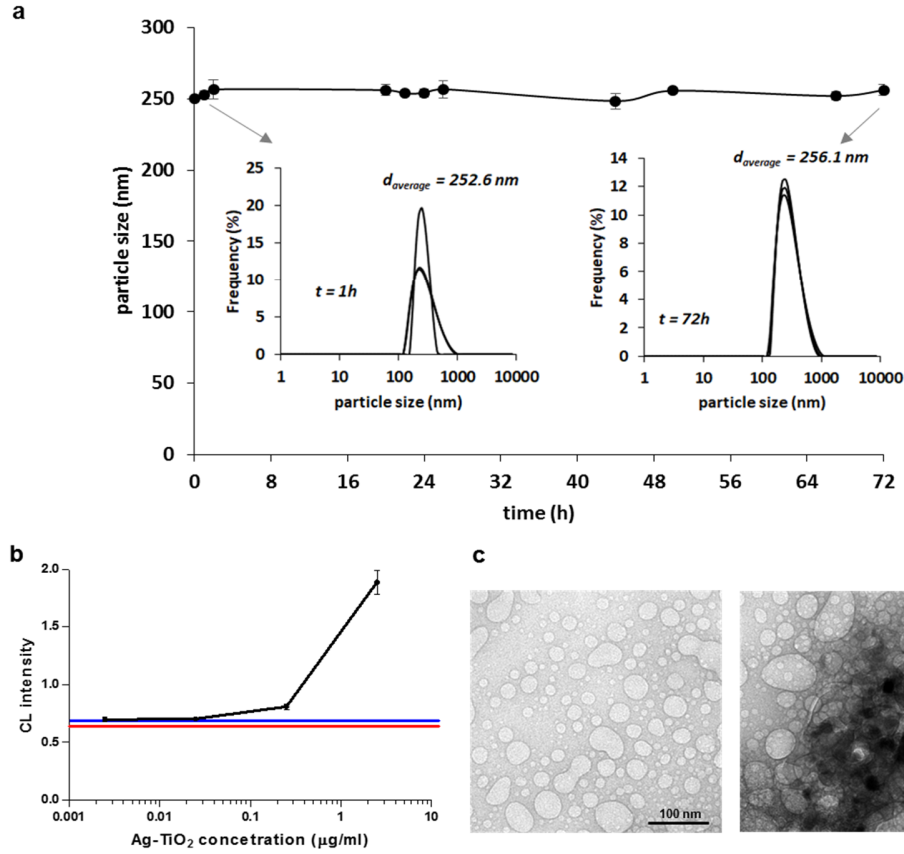 a
300
250
200
150
100
50
0
particle size (nm)
0 8 16 24 32 40 48 56 64 72
time (h)
25
20
15
10
5
0
Frequency (%)
d_average = 252.6 nm
t = 1h
1 10 100 1000 10000
particle size (nm)
14
12
10
8
6
4
2
0
Frequency (%)
d_average = 256.1 nm
t = 72h
1 10 100 1000 10000
particle size (nm)
b
2.0
1.5
1.0
0.5
0.0
CL intensity
0.001 0.01 0.1 1 10
Ag-TiO₂ concetration (μg/ml)
c
100 nm